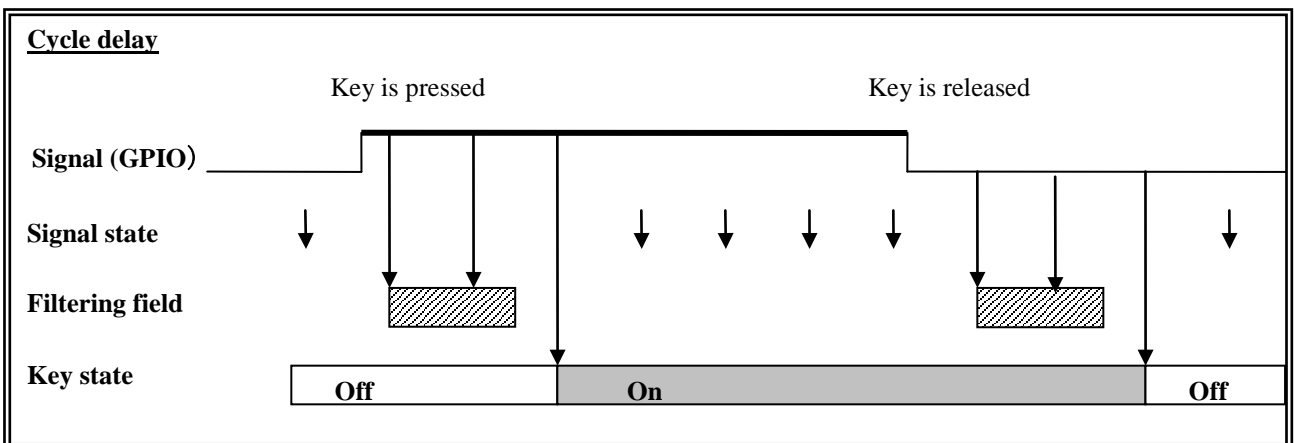 Cycle delay
Key is pressed Key is released
Signal (GPIO）
Signal state
Filtering field
Key state
Off On Off